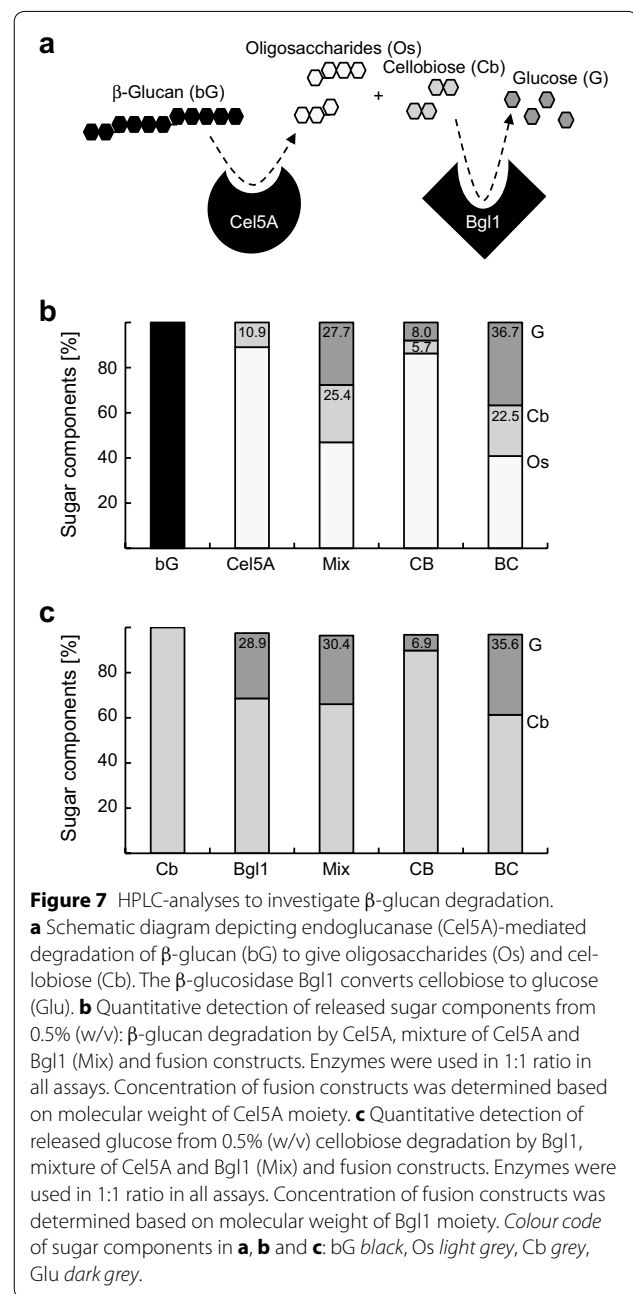 a
Oligosaccharides (Os)
Cellobiose (Cb)
β-Glucan (bG)
+
Glucose (G)
Cel5A
Bgl1
b
Sugar components [%]
80
60
40
20
10.9
27.7
25.4
8.0
5.7
36.7
22.5
G
Cb
Os
bG Cel5A Mix CB BC
c
Sugar components [%]
80
60
40
20
28.9
30.4
6.9
35.6
G
Cb
Cb Bgl1 Mix CB BC
Figure 7 HPLC-analyses to investigate β-glucan degradation.
a Schematic diagram depicting endoglucanase (Cel5A)-mediated
degradation of β-glucan (bG) to give oligosaccharides (Os) and cel-
lobiose (Cb). The β-glucosidase Bgl1 converts cellobiose to glucose
(Glu). b Quantitative detection of released sugar components from
0.5% (w/v): β-glucan degradation by Cel5A, mixture of Cel5A and
Bgl1 (Mix) and fusion constructs. Enzymes were used in 1:1 ratio in
all assays. Concentration of fusion constructs was determined based
on molecular weight of Cel5A moiety. c Quantitative detection of
released glucose from 0.5% (w/v) cellobiose degradation by Bgl1,
mixture of Cel5A and Bgl1 (Mix) and fusion constructs. Enzymes were
used in 1:1 ratio in all assays. Concentration of fusion constructs was
determined based on molecular weight of Bgl1 moiety. Colour code
of sugar components in a, b and c: bG black, Os light grey, Cb grey,
Glu dark grey.